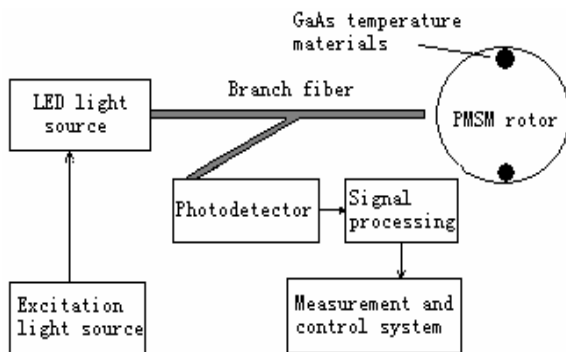 GaAs temperature
materials
LED light
source
Branch fiber
PMSM rotor
Photodetector
Signal
processing
Excitation
light source
Measurement and
control system